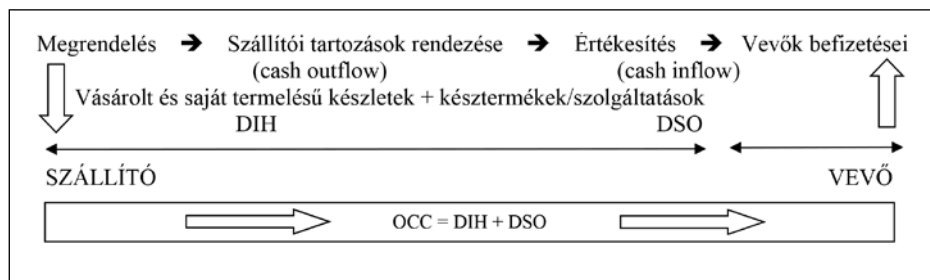 Megrendelés → Szállítói tartozások rendezése → Értékesítés → Vevők befizetései
(cash outflow) (cash inflow)
Vásárolt és saját termelésű készletek + késztermékek/szolgáltatások
DIH DSO
SZÁLLÍTÓ VEVŐ
OCC = DIH + DSO